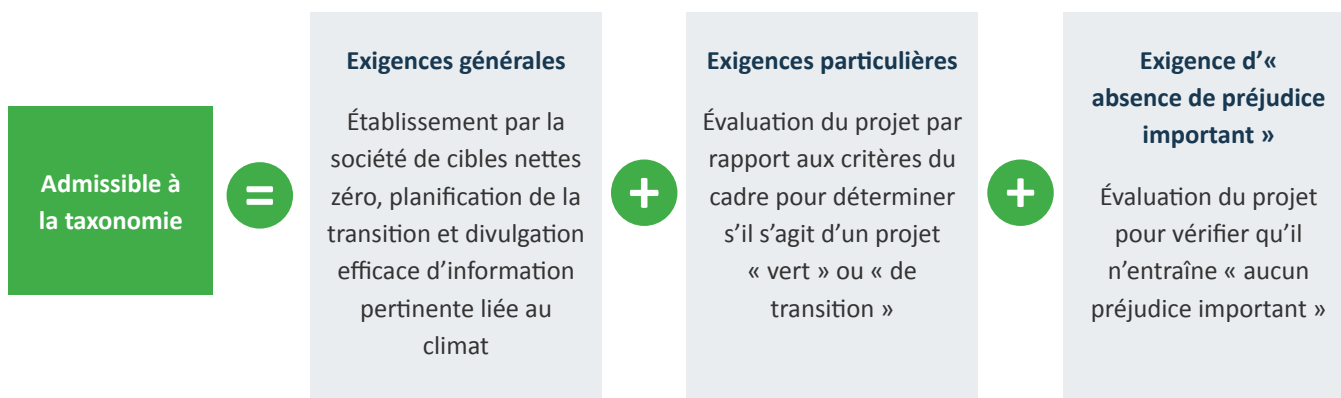 Admissible à
la taxonomie
=
Exigences générales
Établissement par la
société de cibles nettes
zéro, planification de la
transition et divulgation
efficace d'information
pertinente liée au
climat
+
Exigences particulières
Évaluation du projet par
rapport aux critères du
cadre pour déterminer
s'il s'agit d'un projet
« vert » ou « de
transition »
+
Exigence d'«
absence de préjudice
important »
Évaluation du projet
pour vérifier qu'il
n'entraîne « aucun
préjudice important »